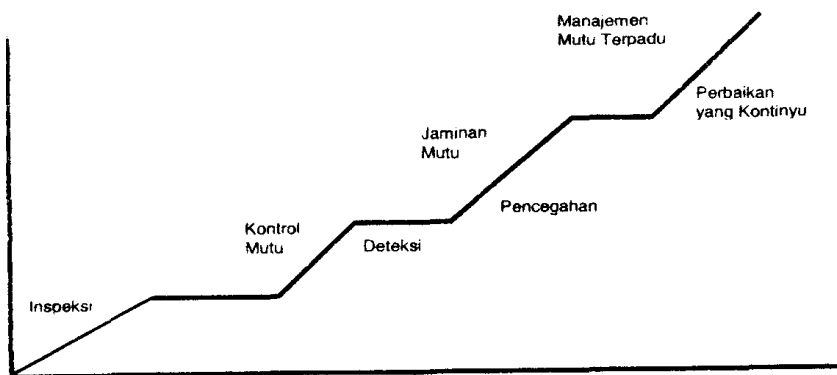 Manajemen
Mutu Terpadu
Perbaikan
yang Kontinyu
Jaminan
Mutu
Pencegahan
Kontrol
Mutu
Deteksi
Inspeksi